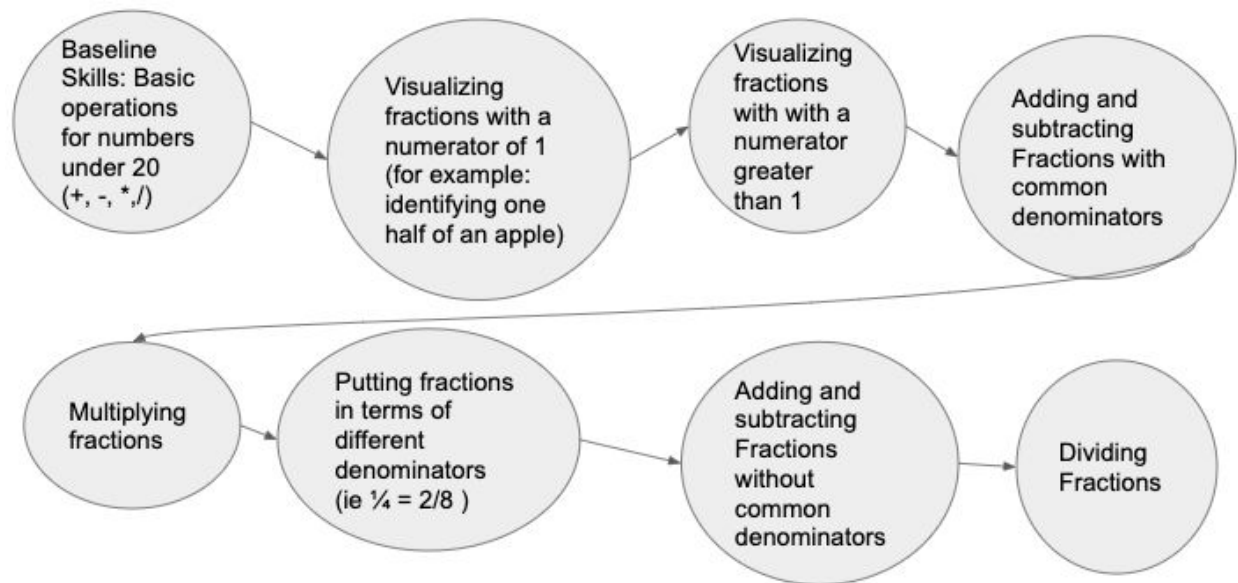 Baseline
Skills: Basic
operations
for numbers
under 20
(+, -, *,/)
Visualizing
fractions with a
numerator of 1
(for example:
identifying one
half of an apple)
Visualizing
fractions
with with a
numerator
greater
than 1
Adding and
subtracting
Fractions with
common
denominators
Multiplying
fractions
Putting fractions
in terms of
different
denominators
(ie ¼ = 2/8 )
Adding and
subtracting
Fractions
without
common
denominators
Dividing
Fractions